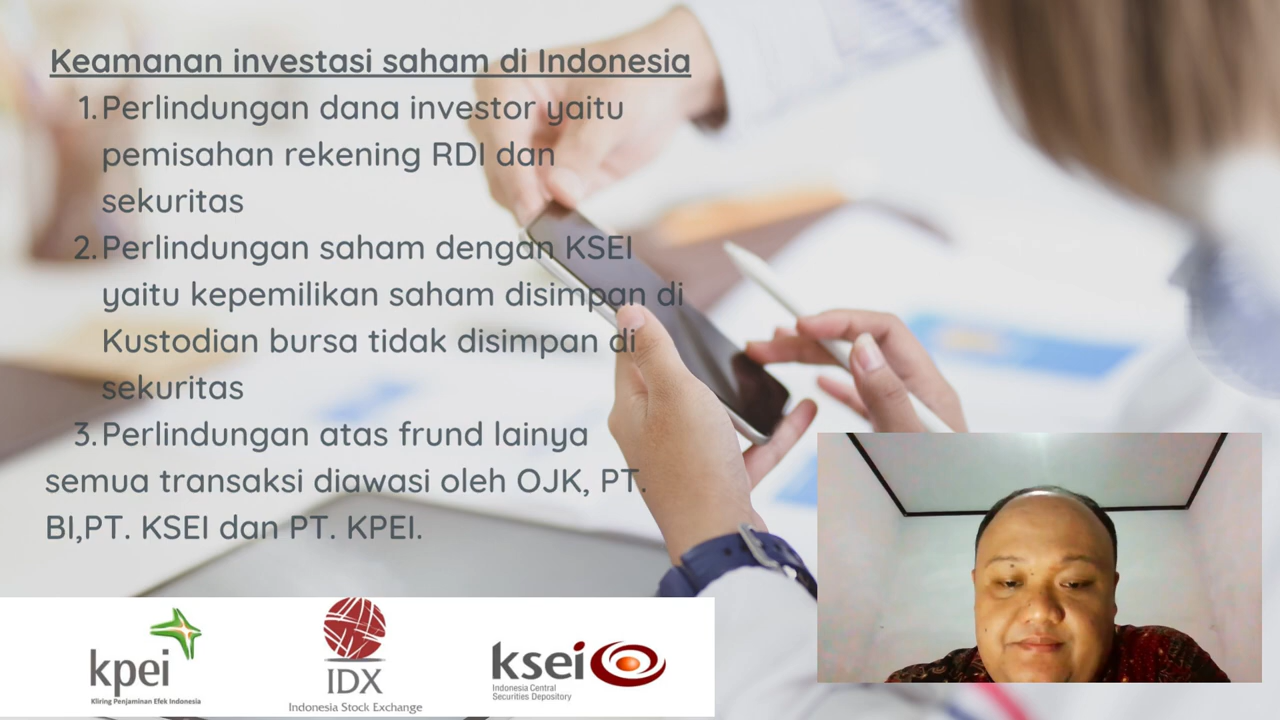 Keamanan investasi saham di Indonesia
1. Perlindungan dana investor yaitu
pemisahan rekening RDI dan
sekuritas
2. Perlindungan saham dengan KSEI
yaitu kepemilikan saham disimpan di
Kustodian bursa tidak disimpan di
sekuritas
3. Perlindungan atas frund lainya
semua transaksi diawasi oleh OJK, PT.
BI,PT. KSEI dan PT. KPEI.
kpei
Kliring Penjaminan Efek Indonesia
IDX
Indonesia Stock Exchange
ksei
Indonesia Central
Securities Depository